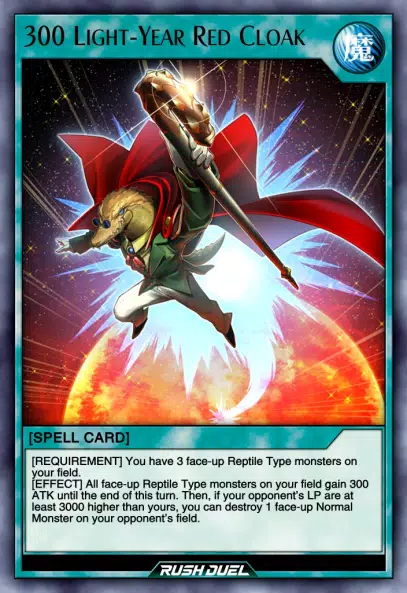 300 Light-Year Red Cloak
魔
[SPELL CARD]
[REQUIREMENT] You have 3 face-up Reptile Type monsters on
your field.
[EFFECT] All face-up Reptile Type monsters on your field gain 300
ATK until the end of this turn. Then, if your opponent's LP are at
least 3000 higher than yours, you can destroy 1 face-up Normal
Monster on your opponent's field.
RUSH DUEL